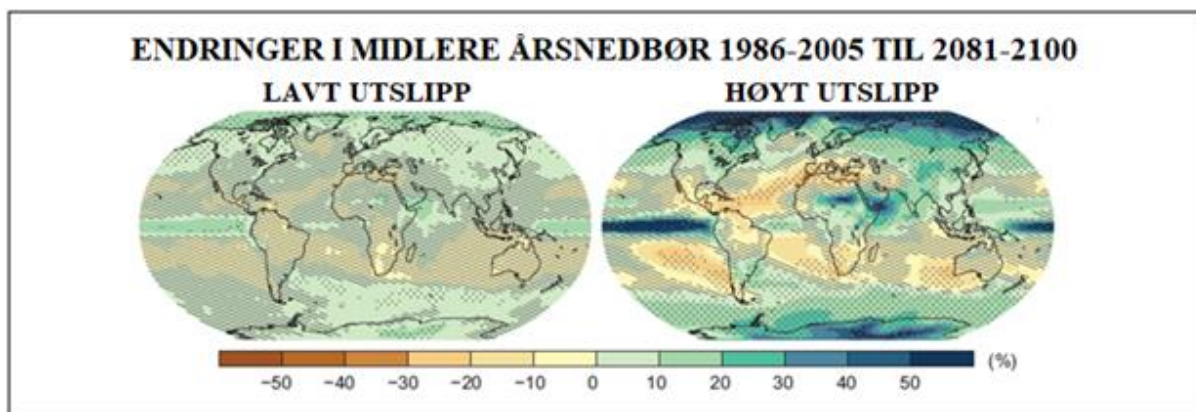 ENDRINGER I MIDLERE ÅRSNEDBØR 1986-2005 TIL 2081-2100
LAVT UTSLIPP HØYT UTSLIPP
−50 −40 −30 −20 −10 0 10 20 30 40 50 (%)